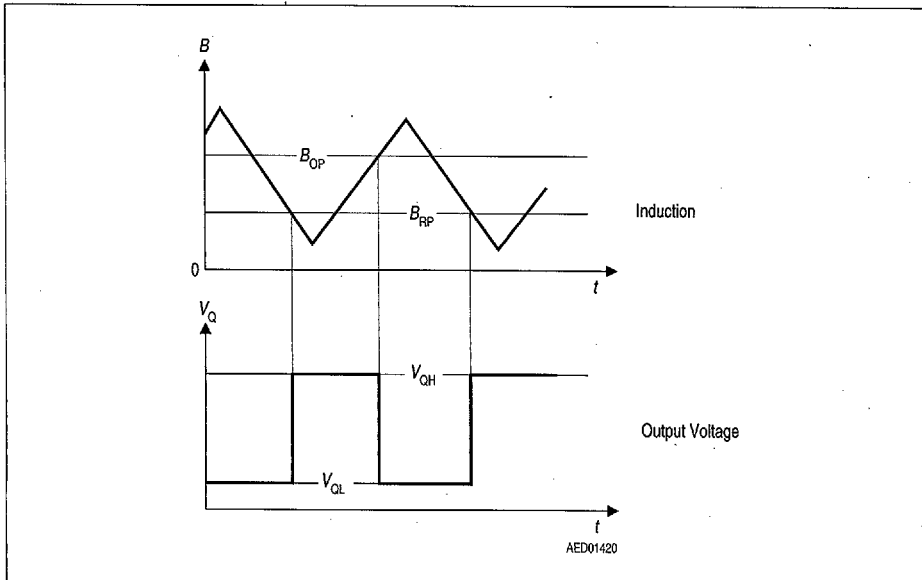 B
B_OP
B_RP
Induction
0
t
V_Q
V_QH
Output Voltage
V_QL
t
AED01420